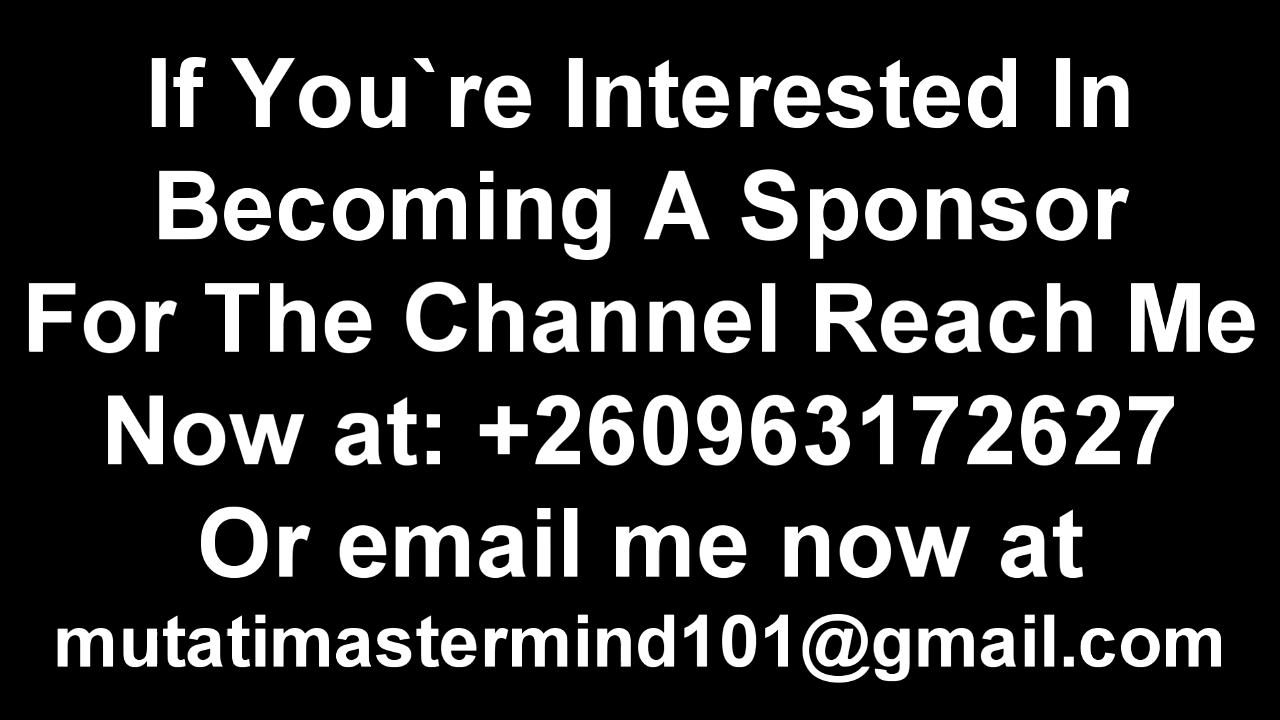 If You`re Interested In
Becoming A Sponsor
For The Channel Reach Me
Now at: +260963172627
Or email me now at
mutatimastermind101@gmail.com